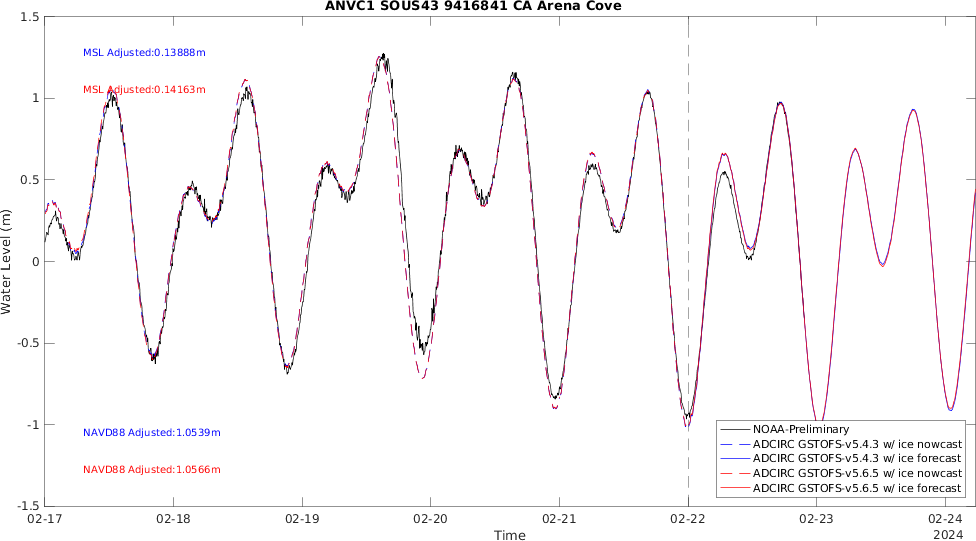 ANVC1 SOUS43 9416841 CA Arena Cove
1.5
MSL Adjusted:0.13888m
MSL Adjusted:0.14163m
1
0.5
0
Water Level (m)
-0.5
-1
NAVD88 Adjusted:1.0539m
NAVD88 Adjusted:1.0566m
NOAA-Preliminary
ADCIRC GSTOFS-v5.4.3 w/ ice nowcast
ADCIRC GSTOFS-v5.4.3 w/ ice forecast
ADCIRC GSTOFS-v5.6.5 w/ ice nowcast
ADCIRC GSTOFS-v5.6.5 w/ ice forecast
-1.5
02-17 02-18 02-19 02-20 02-21 02-22 02-23 02-24
Time
2024